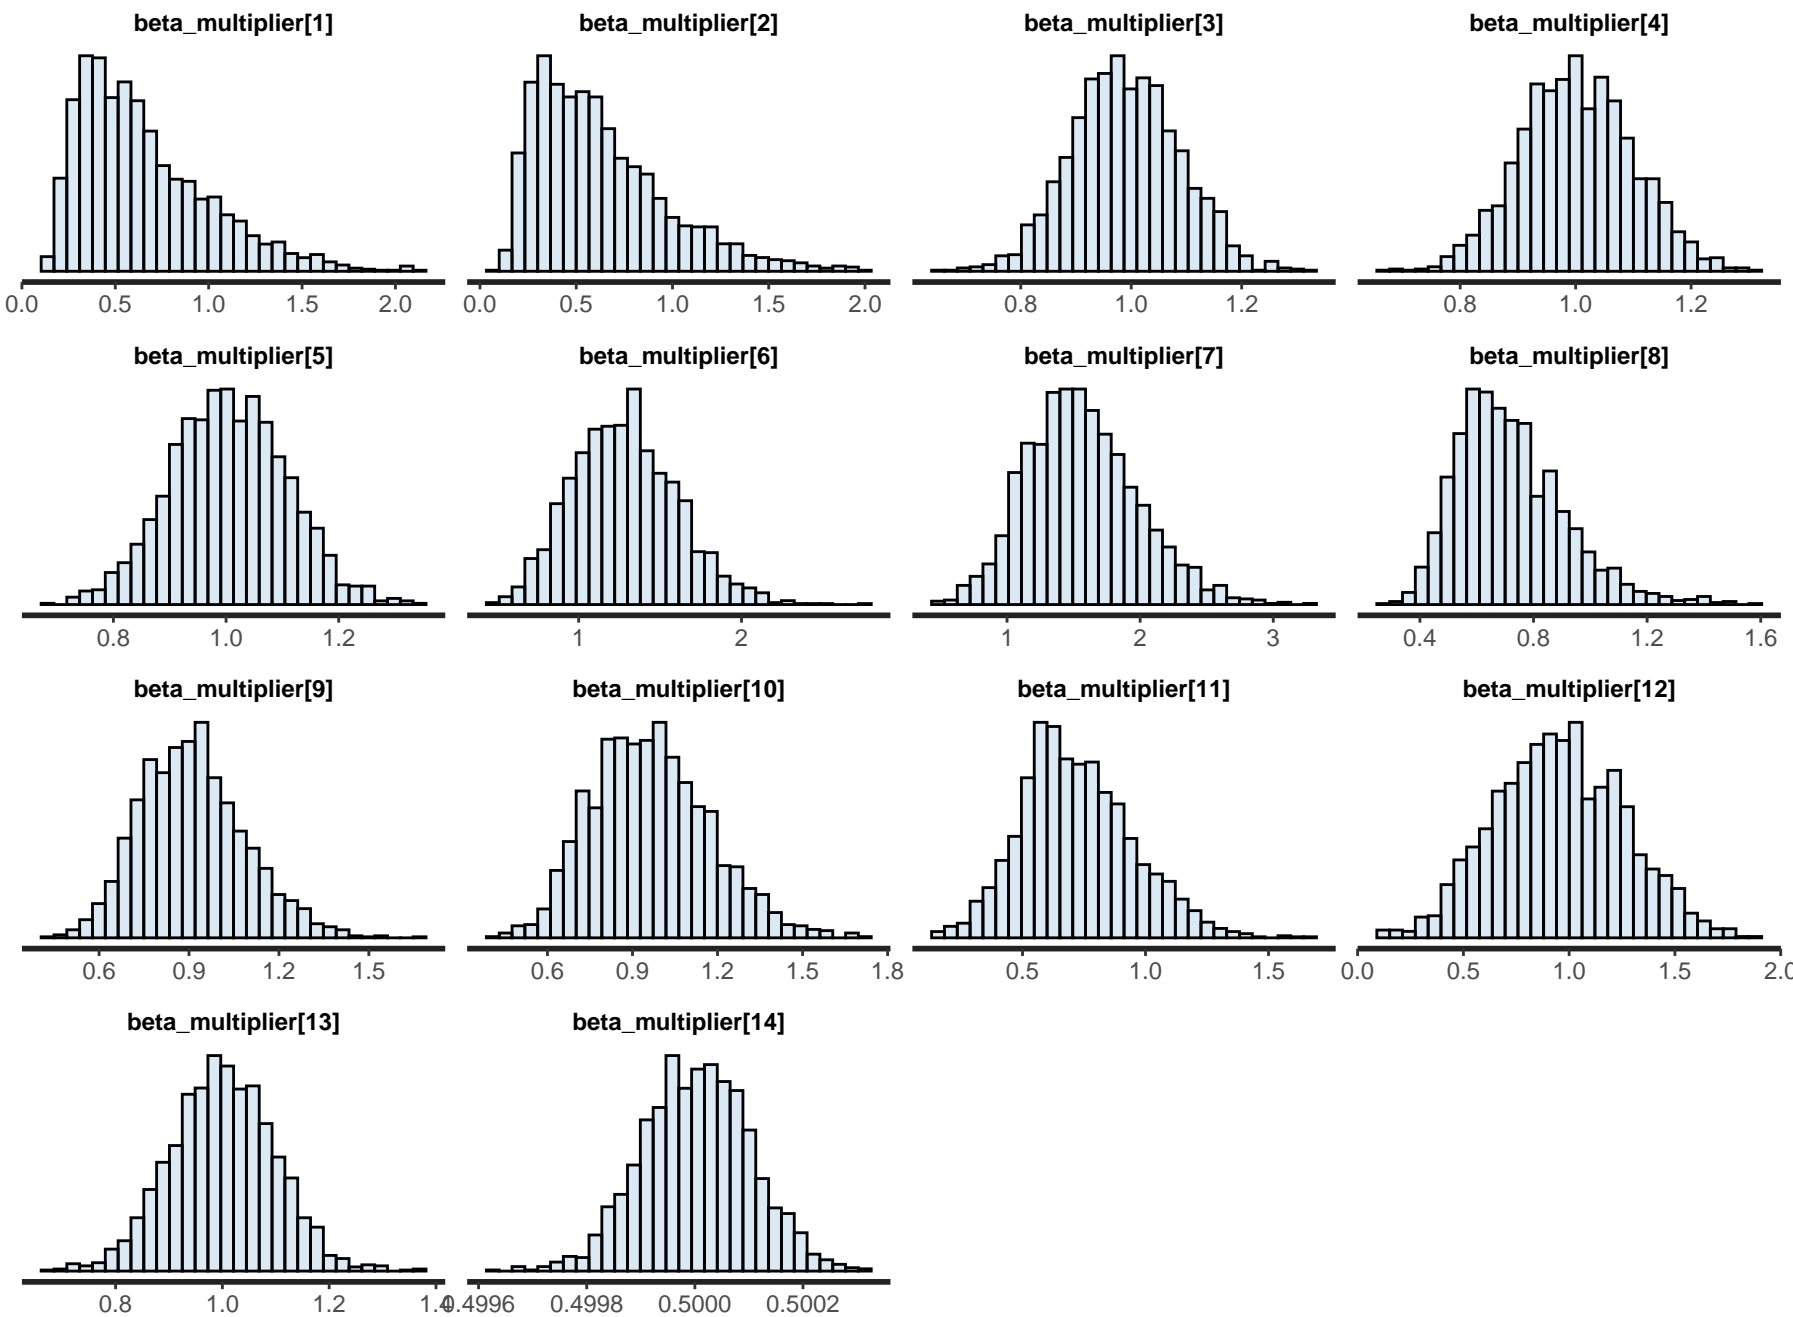 beta_multiplier[1] beta_multiplier[2] beta_multiplier[3] beta_multiplier[4]
0.0 0.5 1.0 1.5 2.0 0.0 0.5 1.0 1.5 2.0 0.8 1.0 1.2 0.8 1.0 1.2
beta_multiplier[5] beta_multiplier[6] beta_multiplier[7] beta_multiplier[8]
0.8 1.0 1.2 1 2 1 2 3 0.4 0.8 1.2 1.6
beta_multiplier[9] beta_multiplier[10] beta_multiplier[11] beta_multiplier[12]
0.6 0.9 1.2 1.5 0.6 0.9 1.2 1.5 1.8 0.5 1.0 1.5 0.0 0.5 1.0 1.5 2.0
beta_multiplier[13] beta_multiplier[14]
0.8 1.0 1.2 1.4 0.4996 0.4998 0.5000 0.5002